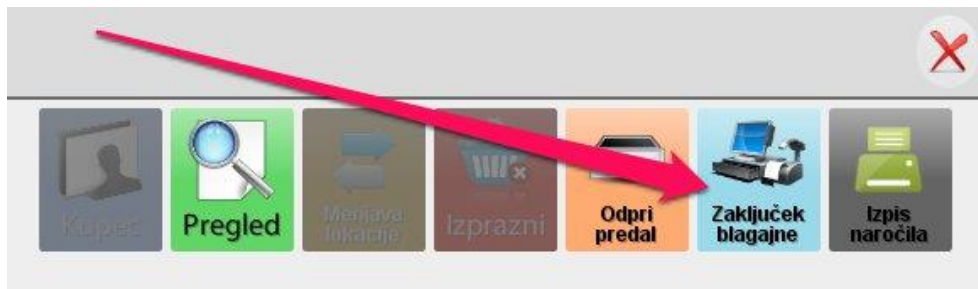 Kupec
Pregled
Menjava
lokacije
Izprazni
Odpri
predal
Zaključek
blagajne
Izpis
naročila